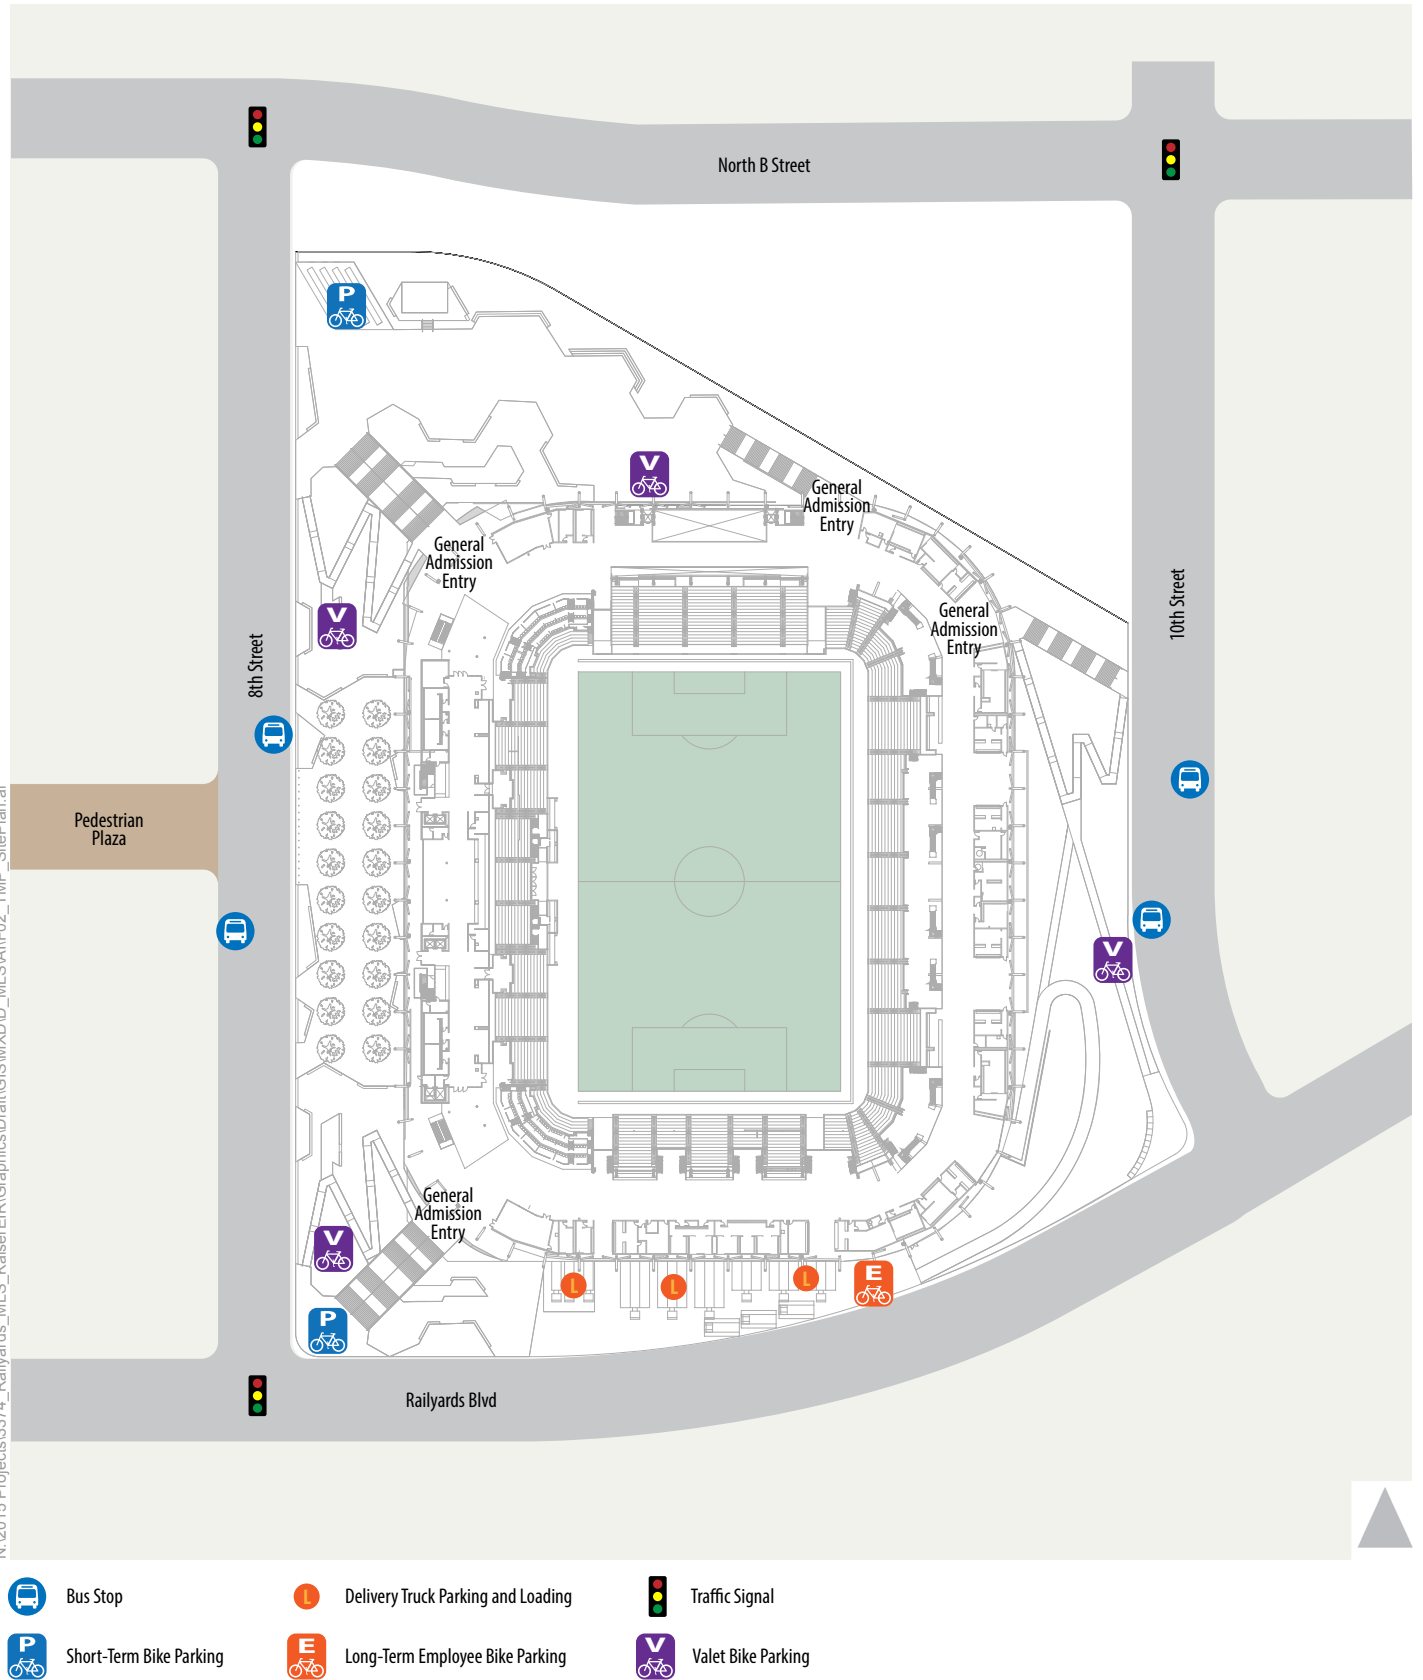 North B Street
P
V
General
Admission
Entry
General
Admission
Entry
General
Admission
Entry
V
8th Street
10th Street
Pedestrian
Plaza
V
General
Admission
Entry
V
L
L
L
E
P
Railyards Blvd
Bus Stop
L Delivery Truck Parking and Loading
Traffic Signal
P Short-Term Bike Parking
E Long-Term Employee Bike Parking
V Valet Bike Parking